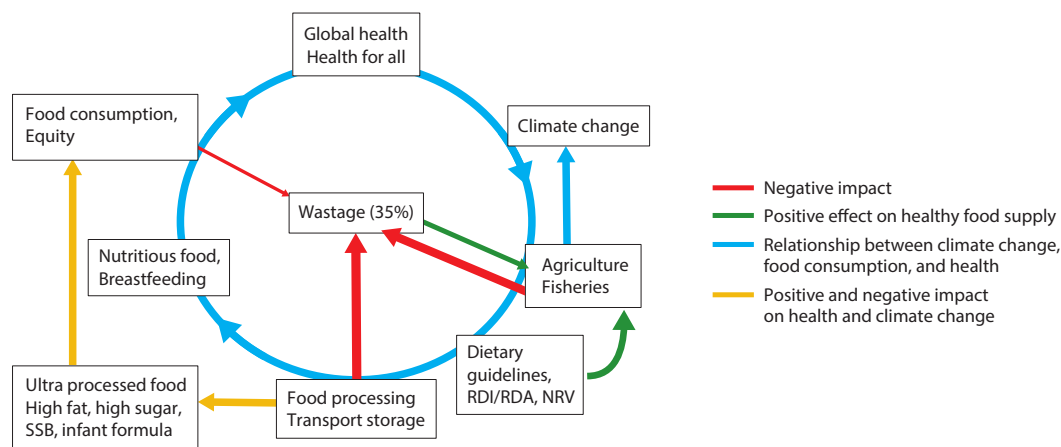 Global health
Health for all
Food consumption,
Equity
Climate change
Wastage (35%)
Nutritious food,
Breastfeeding
Agriculture
Fisheries
Dietary
guidelines,
RDI/RDA, NRV
Ultra processed food
High fat, high sugar,
SSB, infant formula
Food processing
Transport storage
Negative impact
Positive effect on healthy food supply
Relationship between climate change,
food consumption, and health
Positive and negative impact
on health and climate change